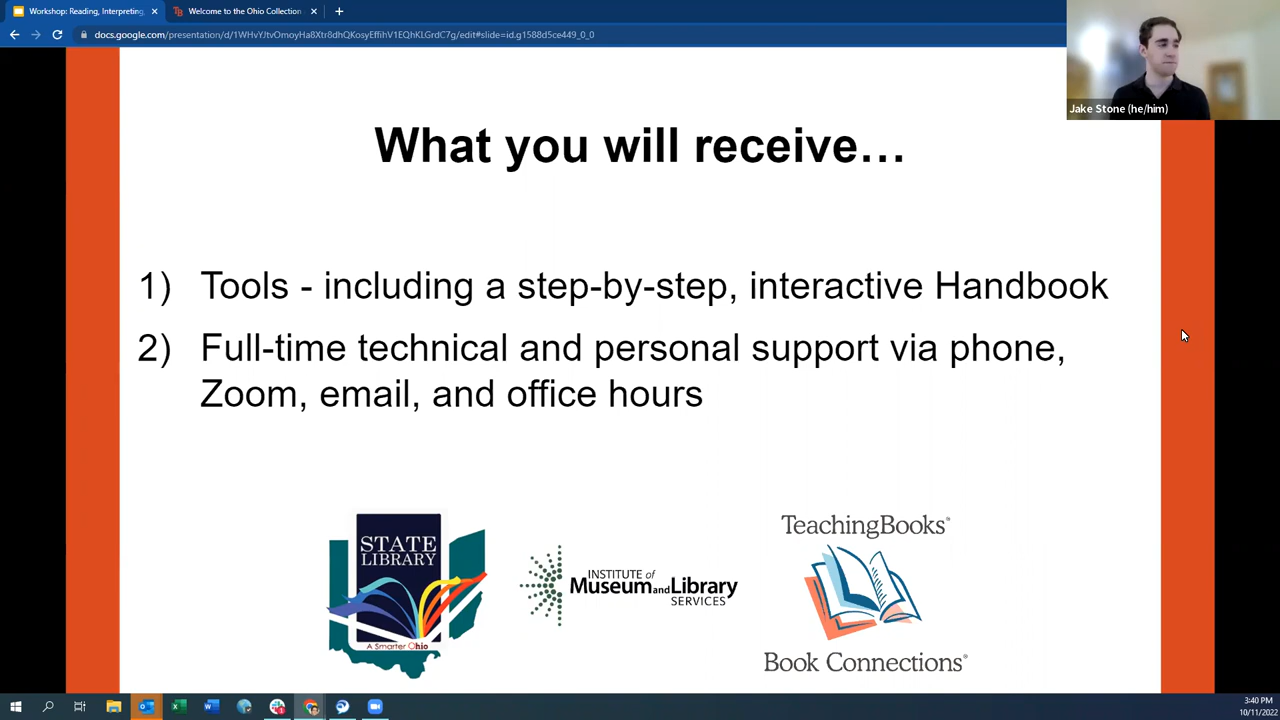 Workshop: Reading, Interpreting,
Welcome to the Ohio Collection
docs.google.com/presentation/d/1WHvYJtvOmoyHa8Xtr8dhQKosyEffihV1EQhKLGrdC7g/edit#slide=id.g1588d5ce449_0_0
Jake Stone (he/him)
What you will receive…
1) Tools - including a step-by-step, interactive Handbook
2) Full-time technical and personal support via phone,
Zoom, email, and office hours
STATE
LIBRARY
A Smarter Ohio
INSTITUTE of
Museum and Library
SERVICES
TeachingBooks®
Book Connections®
3:40 PM
10/11/2022